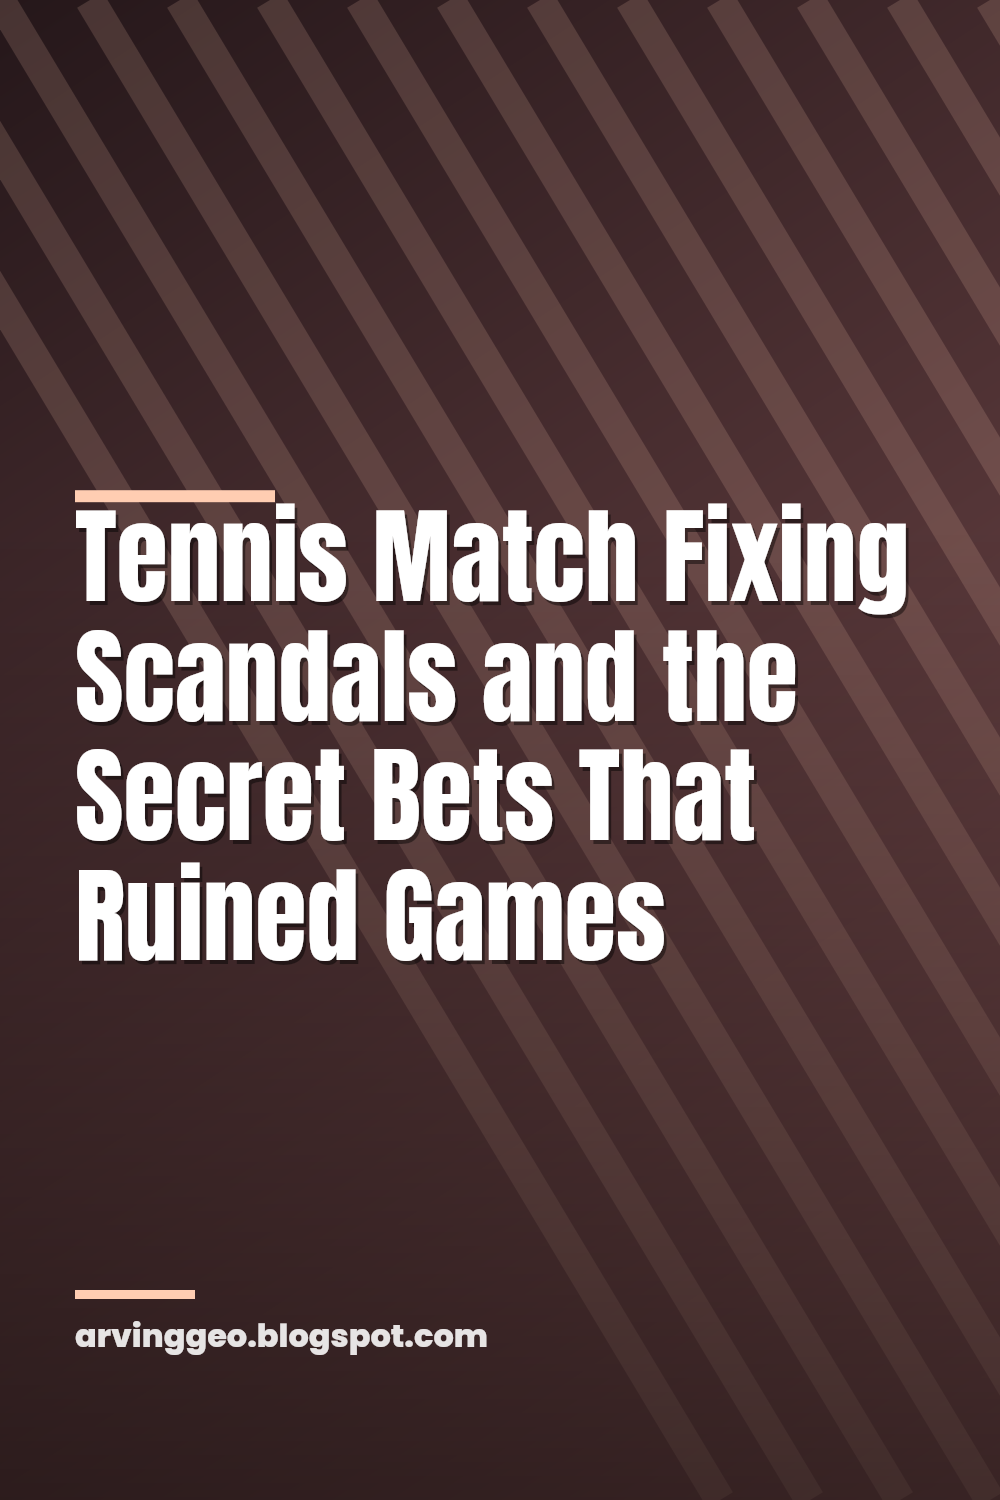 Tennis Match Fixing
Scandals and the
Secret Bets That
Ruined Games
arvinggeo.blogspot.com